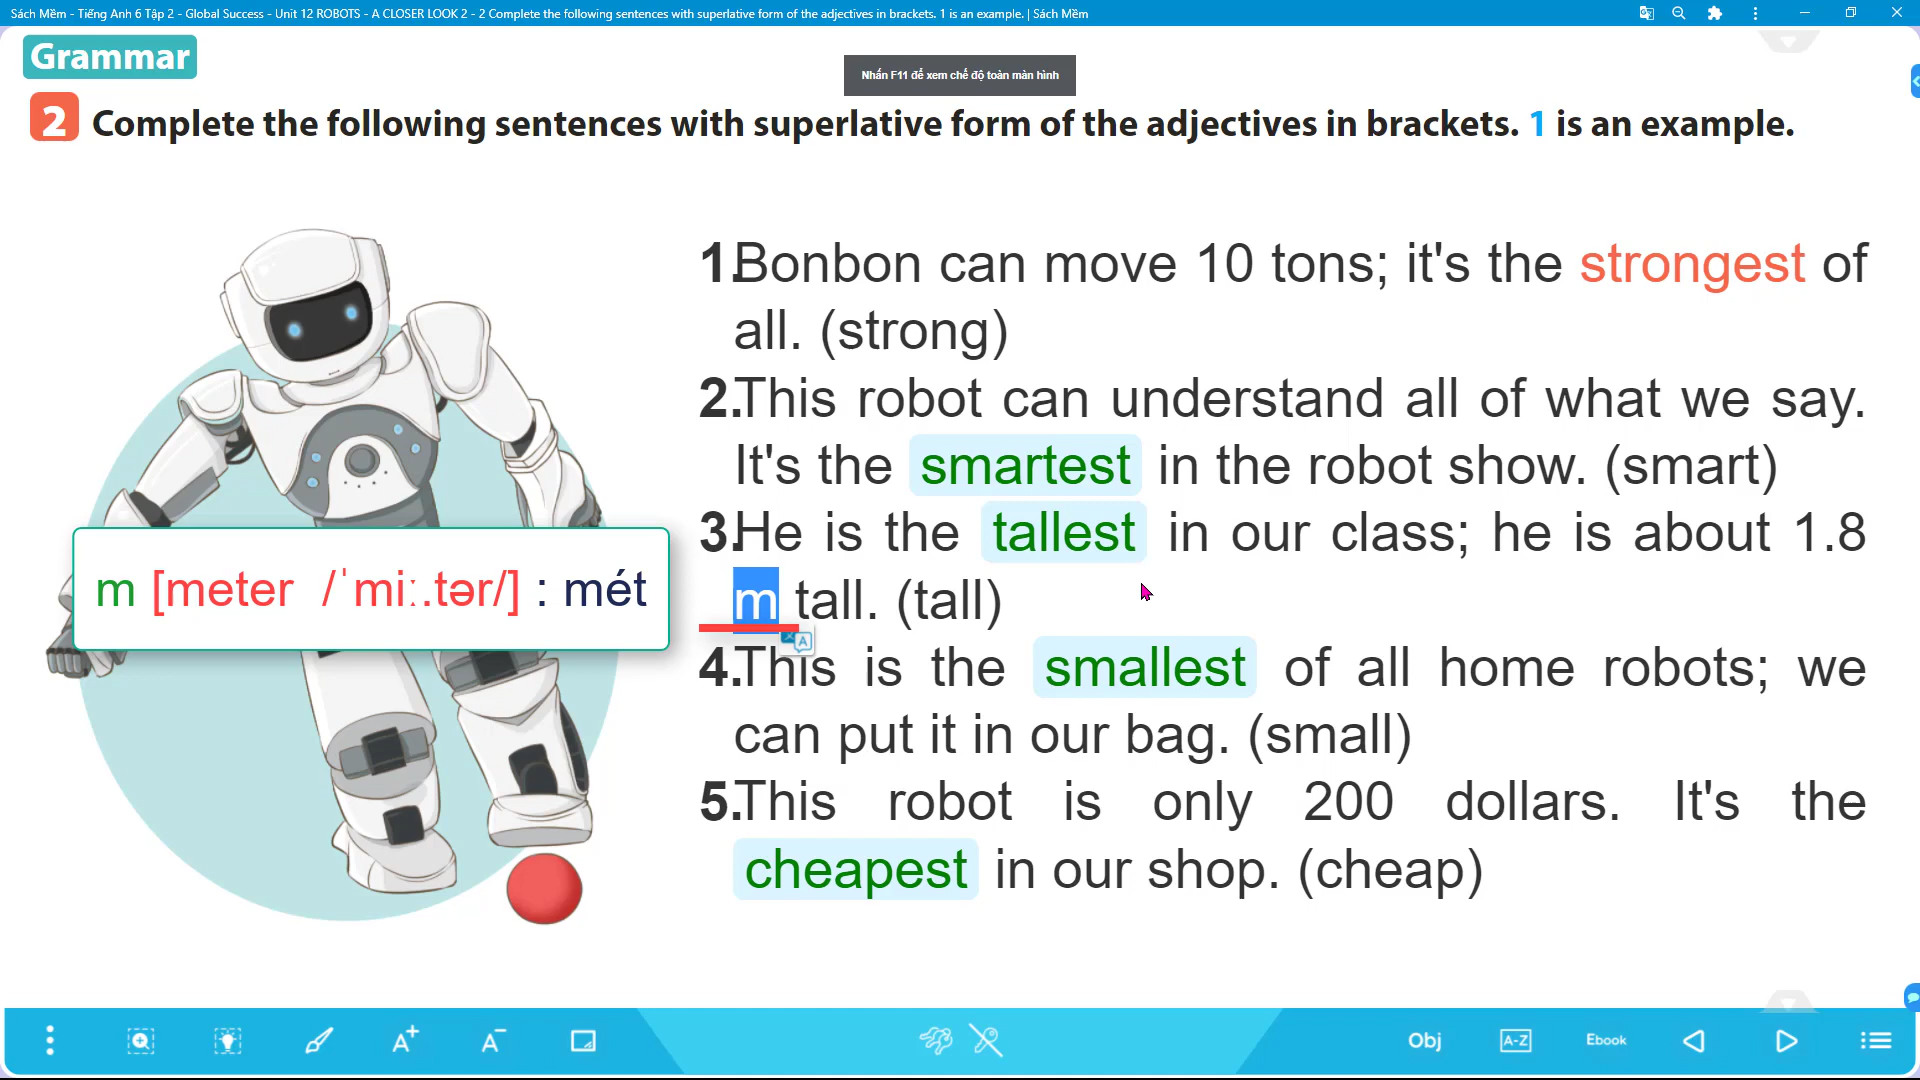 Sách Mềm - Tiếng Anh 6 Tập 2 - Global Success - Unit 12 ROBOTS - A CLOSER LOOK 2 - 2 Complete the following sentences with superlative form of the adjectives in brackets. 1 is an example. | Sách Mềm
Grammar
Nhấn F11 để xem chế độ toàn màn hình
2 Complete the following sentences with superlative form of the adjectives in brackets. 1 is an example.
1. Bonbon can move 10 tons; it's the strongest of
all. (strong)
2. This robot can understand all of what we say.
It's the smartest in the robot show. (smart)
3. He is the tallest in our class; he is about 1.8
m tall. (tall)
m [meter /ˈmiː.tər/] : mét
4. This is the smallest of all home robots; we
can put it in our bag. (small)
5. This robot is only 200 dollars. It's the
cheapest in our shop. (cheap)
A+ A− Obj A-Z Ebook